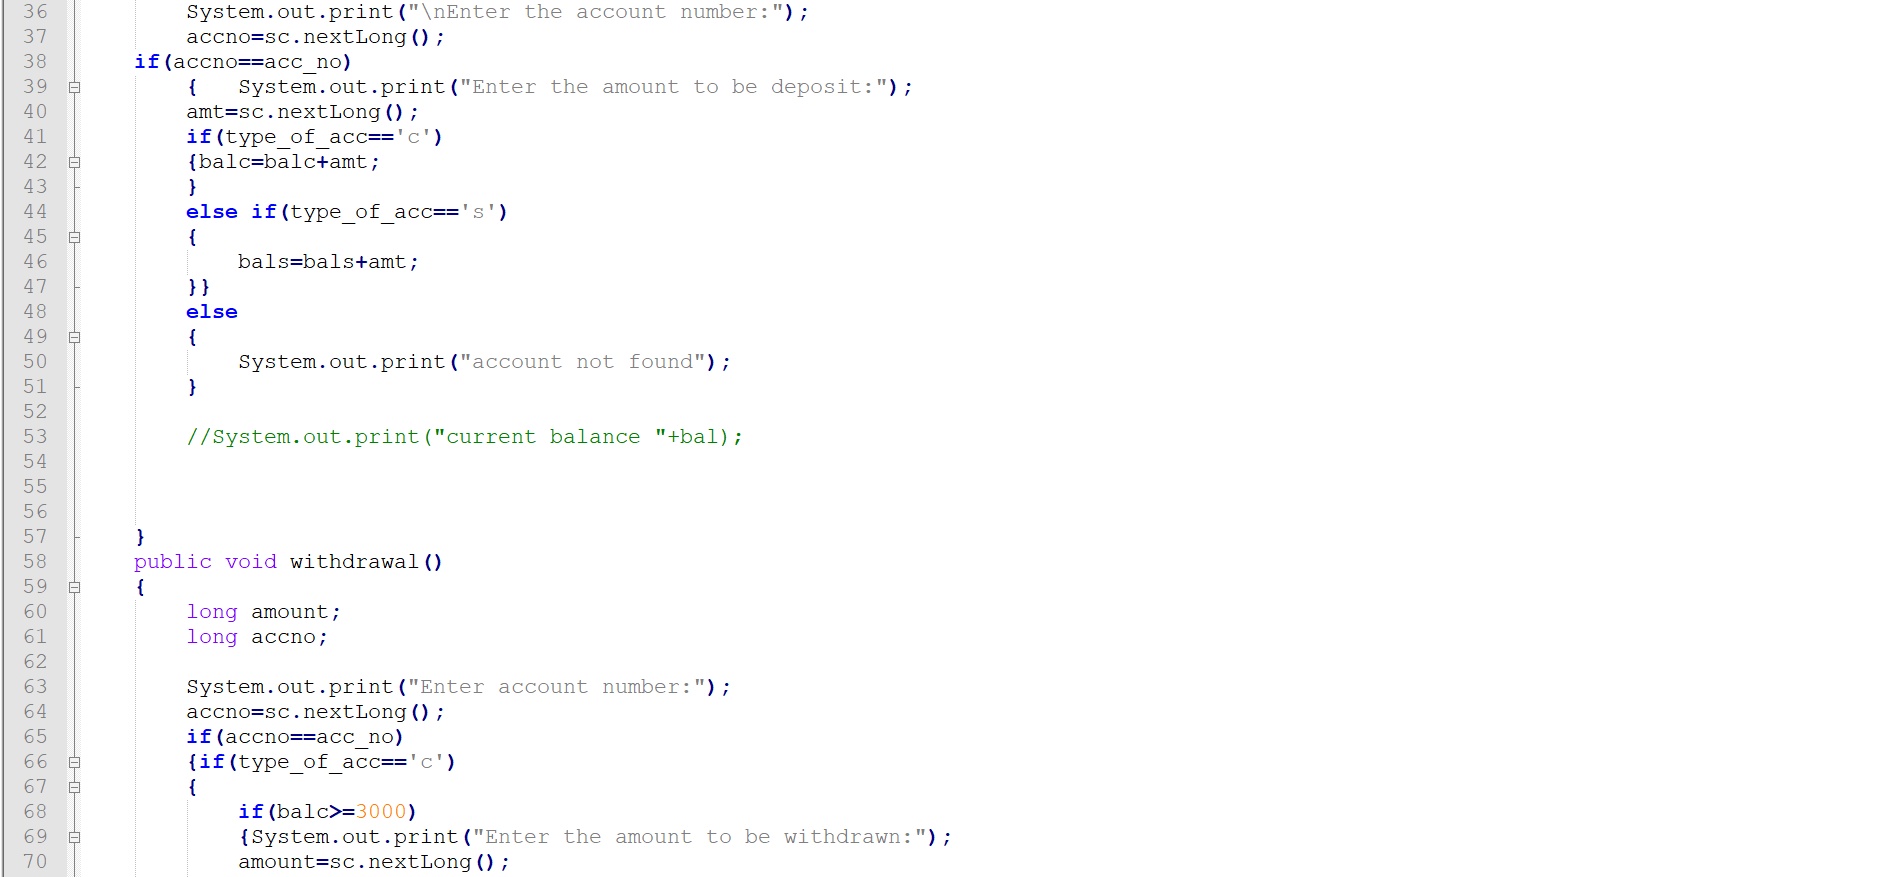 36 System.out.print("\nEnter the account number:");
37 accno=sc.nextLong();
38 if(accno==acc_no)
39 { System.out.print("Enter the amount to be deposit:");
40 amt=sc.nextLong();
41 if(type_of_acc=='c')
42 {balc=balc+amt;
43 }
44 else if(type_of_acc=='s')
45 {
46 bals=bals+amt;
47 }}
48 else
49 {
50 System.out.print("account not found");
51 }
52
53 //System.out.print("current balance "+bal);
54
55
56
57 }
58 public void withdrawal()
59 {
60 long amount;
61 long accno;
62
63 System.out.print("Enter account number:");
64 accno=sc.nextLong();
65 if(accno==acc_no)
66 {if(type_of_acc=='c')
67 {
68 if(balc>=3000)
69 {System.out.print("Enter the amount to be withdrawn:");
70 amount=sc.nextLong();